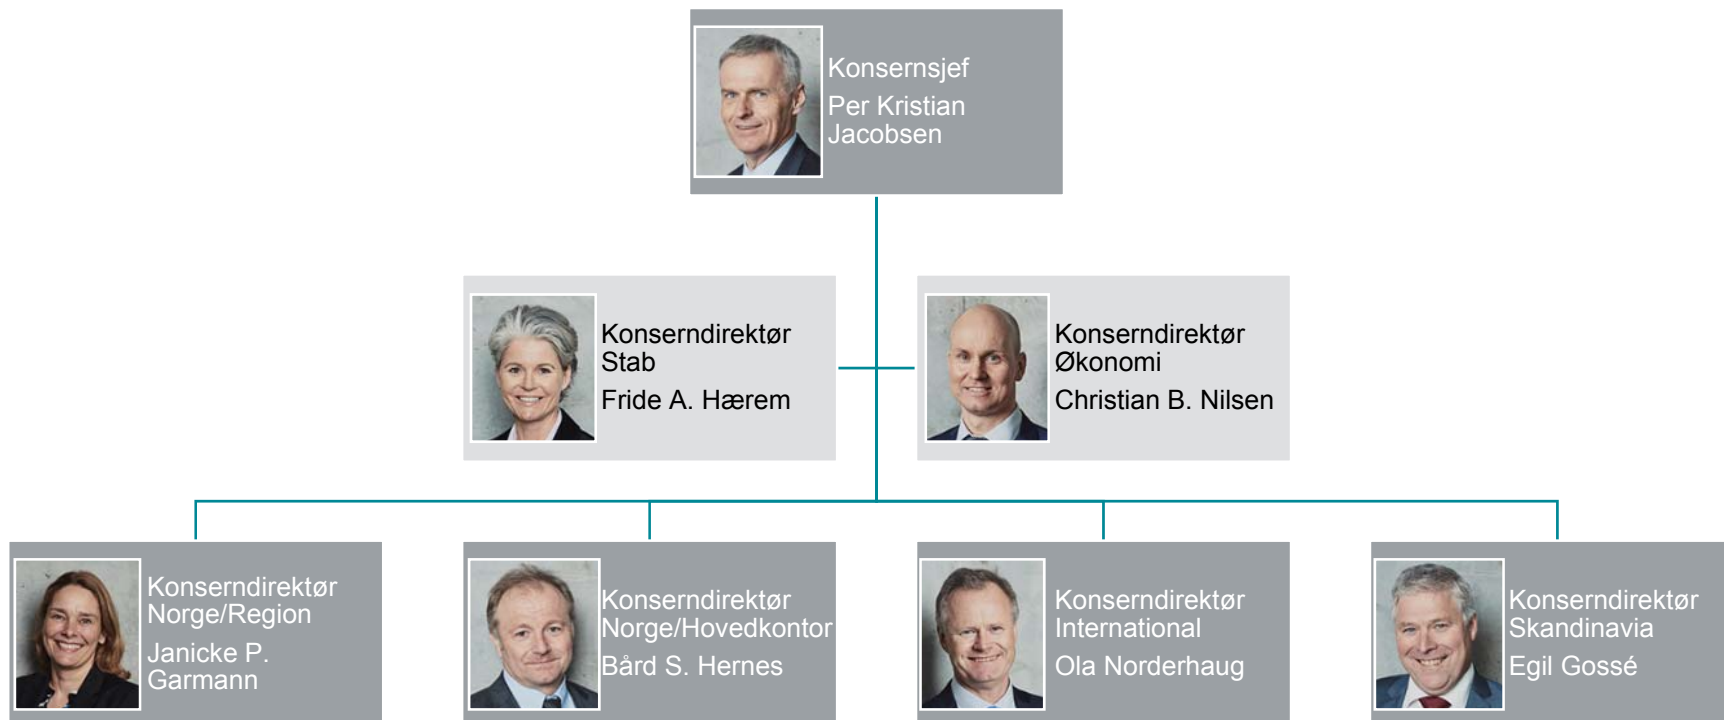 Konsernsjef
Per Kristian
Jacobsen
Konserndirektør
Stab
Fride A. Hærem
Konserndirektør
Økonomi
Christian B. Nilsen
Konserndirektør
Norge/Region
Janicke P.
Garmann
Konserndirektør
Norge/Hovedkontor
Bård S. Hernes
Konserndirektør
International
Ola Norderhaug
Konserndirektør
Skandinavia
Egil Gossé